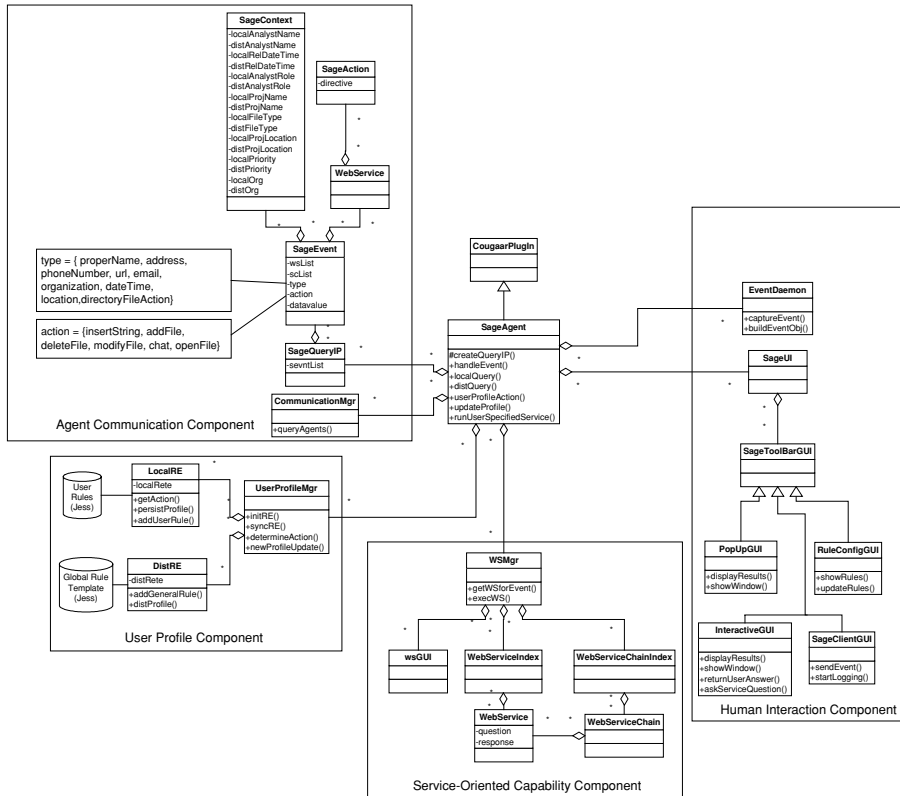 SageContext
-localAnalystName
-distAnalystName
-localRelDateTime
-distRelDateTime
-localAnalystRole
-distAnalystRole
-localProjName
-distProjName
-localFileType
-distFileType
-localProjLocation
-distProjLocation
-localPriority
-distPriority
-localOrg
-distOrg
SageAction
-directive
WebService
SageEvent
-wsList
-scList
-type
-action
-datavalue
type = { properName, address,
phoneNumber, url, email,
organization, dateTime,
location,directoryFileAction}
action = {insertString, addFile,
deleteFile, modifyFile, chat, openFile}
SageQueryIP
-sevntList
CommunicationMgr
+queryAgents()
Agent Communication Component
CougaarPlugIn
SageAgent
#createQueryIP()
+handleEvent()
+localQuery()
+distQuery()
+userProfileAction()
+updateProfile()
+runUserSpecifiedService()
EventDaemon
+captureEvent()
+buildEventObj()
SageUI
SageToolBarGUI
PopUpGUI
+displayResults()
+showWindow()
RuleConfigGUI
+showRules()
+updateRules()
InteractiveGUI
+displayResults()
+showWindow()
+returnUserAnswer()
+askServiceQuestion()
SageClientGUI
+sendEvent()
+startLogging()
Human Interaction Component
User
Rules
(Jess)
LocalRE
-localRete
+getAction()
+persistProfile()
+addUserRule()
UserProfileMgr
+initRE()
+syncRE()
+determineAction()
+newProfileUpdate()
Global Rule
Template
(Jess)
DistRE
-distRete
+addGeneralRule()
+distProfile()
User Profile Component
WSMgr
+getWSforEvent()
+execWS()
wsGUI
WebServiceIndex
WebServiceChainIndex
WebService
-question
-response
WebServiceChain
Service-Oriented Capability Component